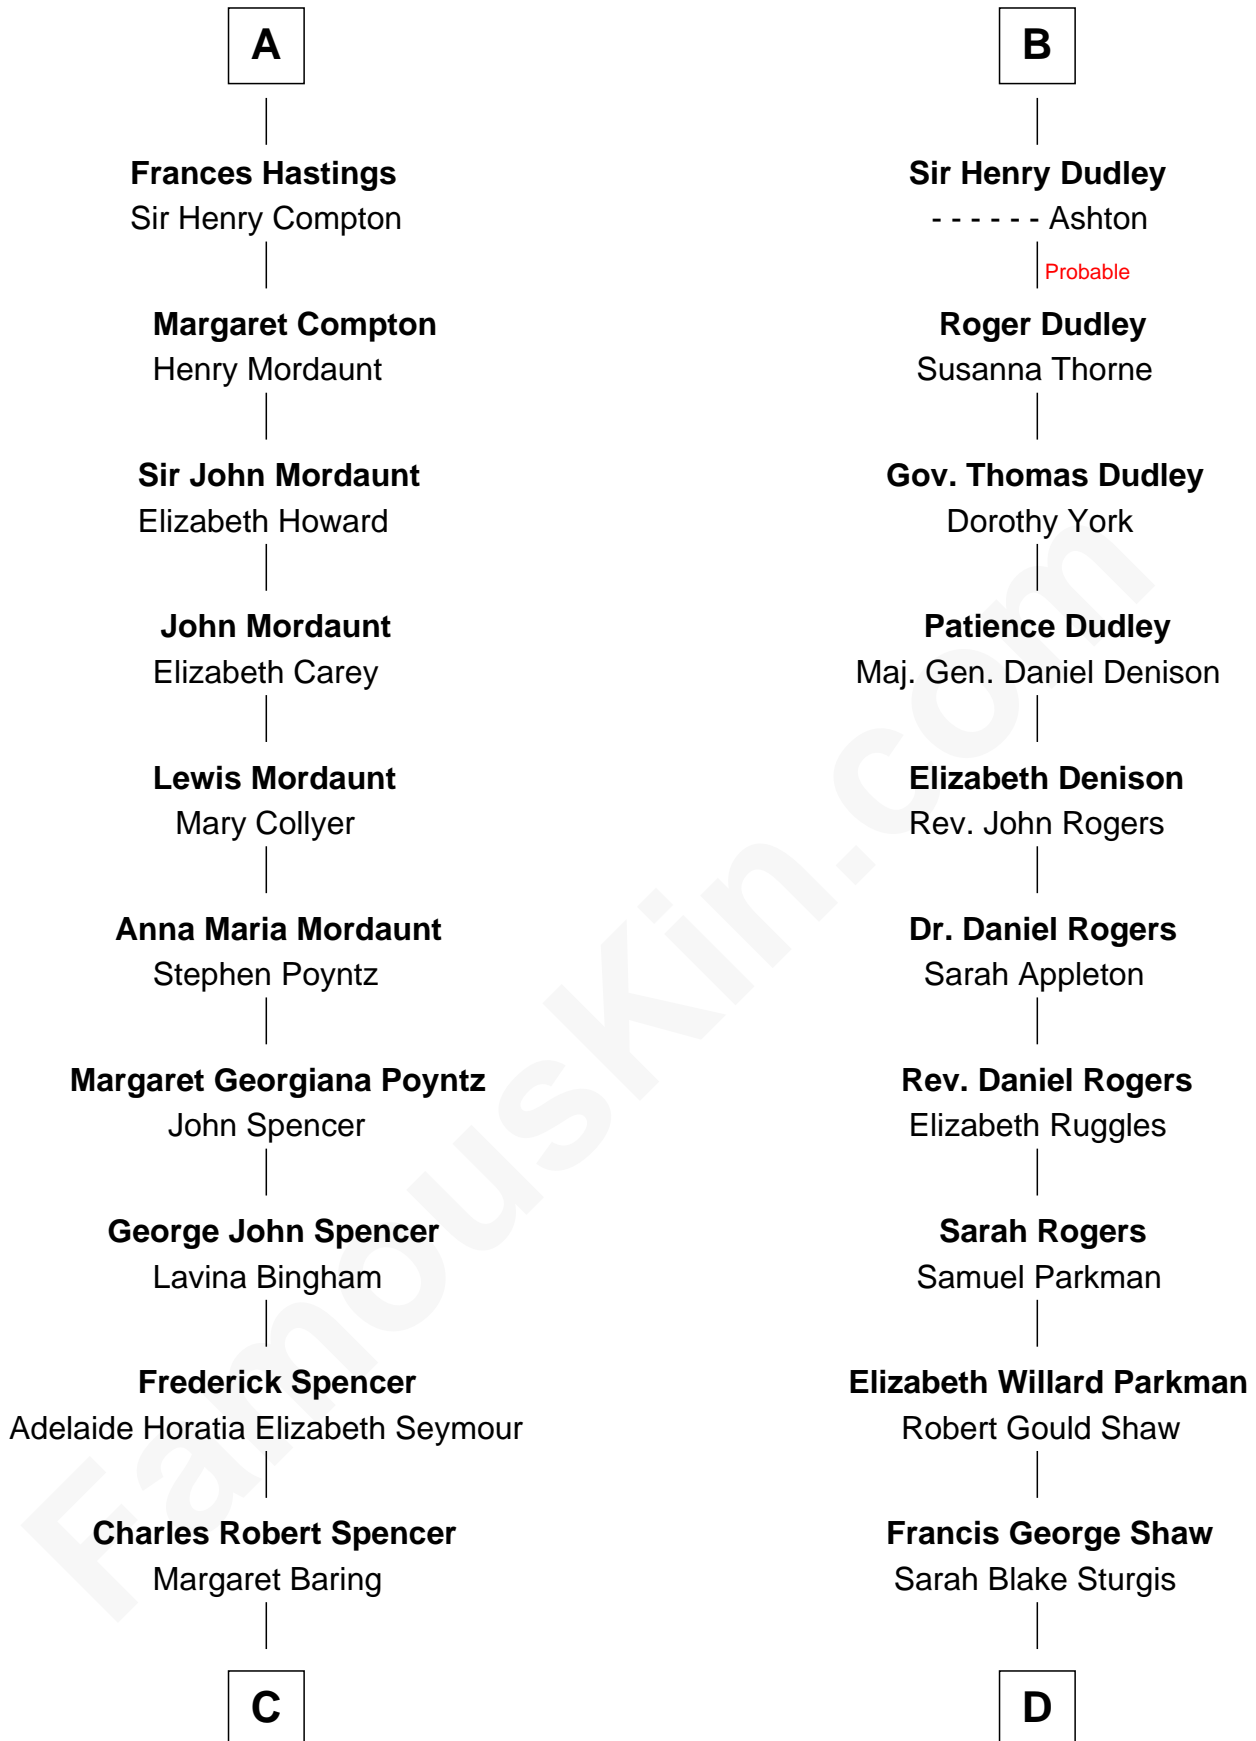 A
Frances Hastings
Sir Henry Compton
Margaret Compton
Henry Mordaunt
Sir John Mordaunt
Elizabeth Howard
John Mordaunt
Elizabeth Carey
Lewis Mordaunt
Mary Collyer
Anna Maria Mordaunt
Stephen Poyntz
Margaret Georgiana Poyntz
John Spencer
George John Spencer
Lavina Bingham
Frederick Spencer
Adelaide Horatia Elizabeth Seymour
Charles Robert Spencer
Margaret Baring
C
B
Sir Henry Dudley
- - - - - - Ashton
Probable
Roger Dudley
Susanna Thorne
Gov. Thomas Dudley
Dorothy York
Patience Dudley
Maj. Gen. Daniel Denison
Elizabeth Denison
Rev. John Rogers
Dr. Daniel Rogers
Sarah Appleton
Rev. Daniel Rogers
Elizabeth Ruggles
Sarah Rogers
Samuel Parkman
Elizabeth Willard Parkman
Robert Gould Shaw
Francis George Shaw
Sarah Blake Sturgis
D
FamousKin.com